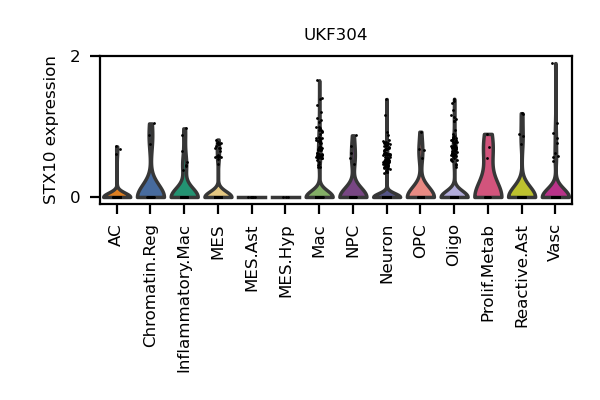 UKF304
STX10 expression
2
0
AC
Chromatin.Reg
Inflammatory.Mac
MES
MES.Ast
MES.Hyp
Mac
NPC
Neuron
OPC
Oligo
Prolif.Metab
Reactive.Ast
Vasc